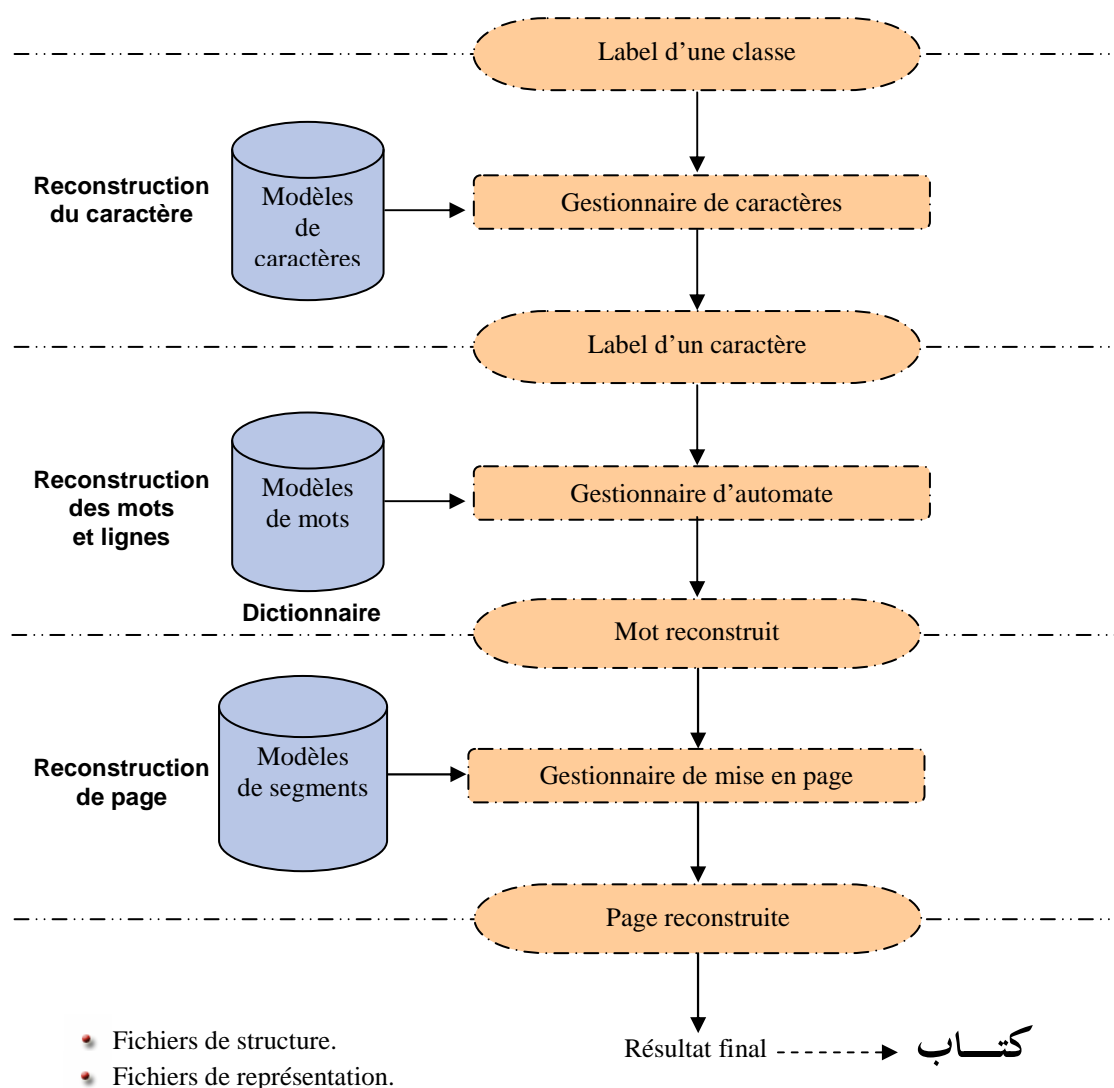 Label d’une classe
Reconstruction
du caractère
Modèles
de
caractères
Gestionnaire de caractères
Label d’un caractère
Reconstruction
des mots
et lignes
Modèles
de mots
Gestionnaire d’automate
Dictionnaire
Mot reconstruit
Reconstruction
de page
Modèles
de segments
Gestionnaire de mise en page
Page reconstruite
Résultat final
كتـــاب
Fichiers de structure.
Fichiers de représentation.